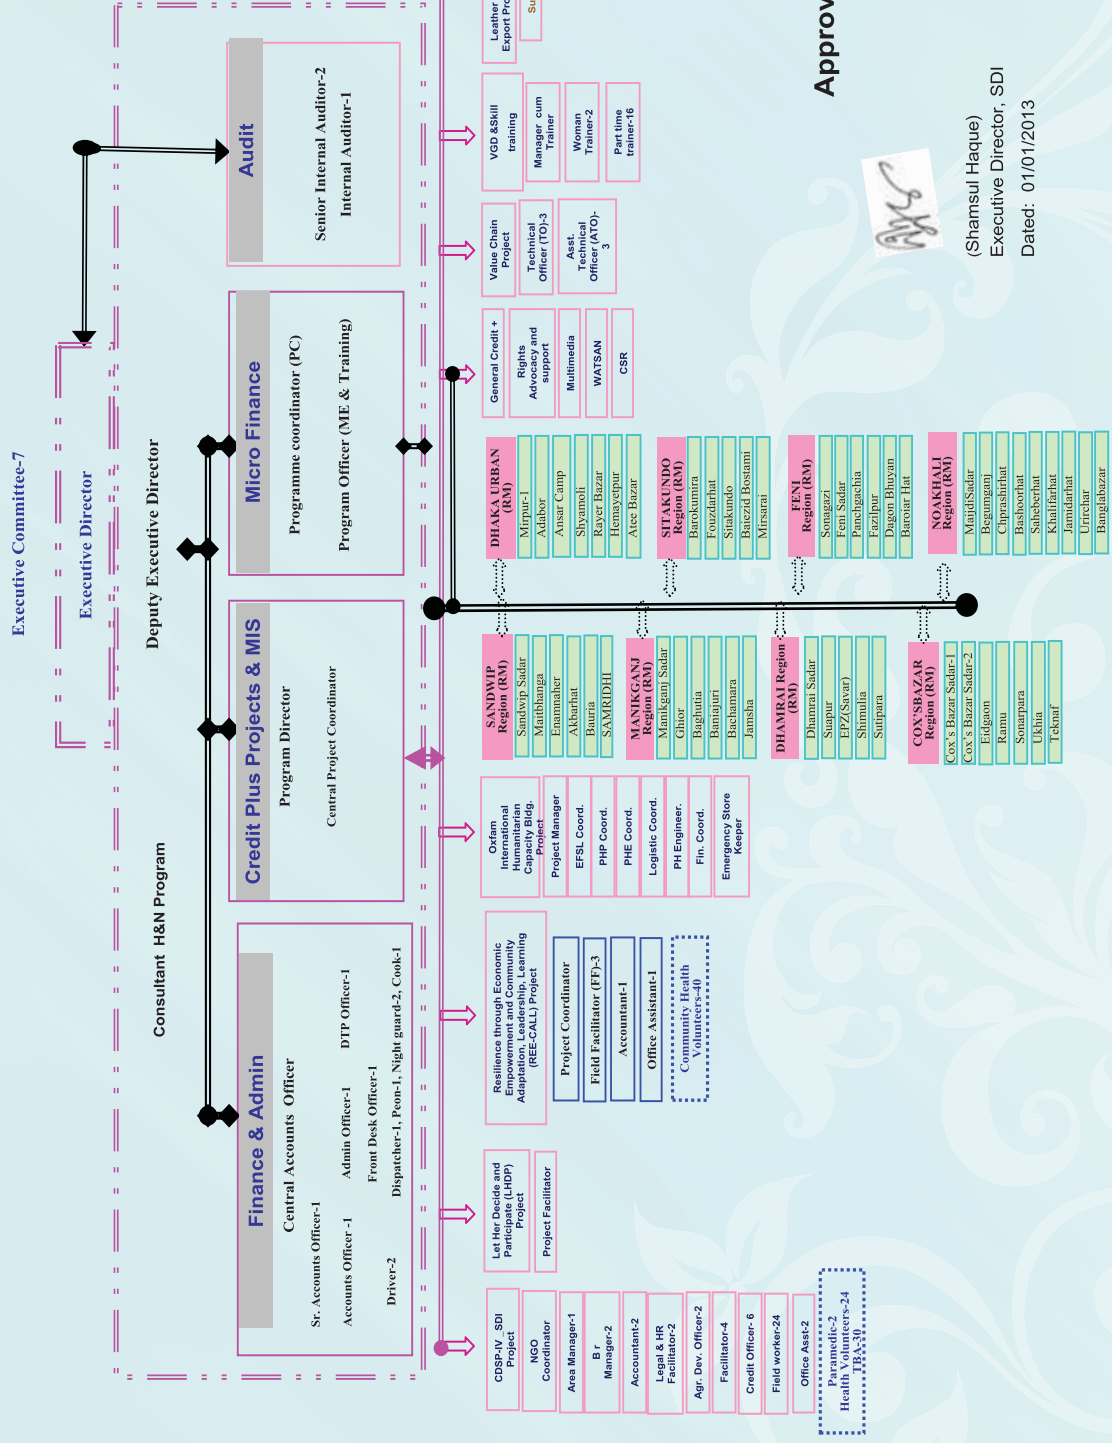 Executive Committee-7
Executive Director
Deputy Executive Director
Consultant H&N Program
Finance & Admin
Central Accounts Officer
Sr. Accounts Officer-1
Accounts Officer -1
Admin Officer-1
DTP Officer-1
Front Desk Officer-1
Driver-2
Dispatcher-1, Peon-1, Night guard-2, Cook-1
Credit Plus Projects & MIS
Program Director
Central Project Coordinator
Micro Finance
Programme coordinator (PC)
Program Officer (ME & Training)
Audit
Senior Internal Auditor-2
Internal Auditor-1
CDSP-IV_SDI
Project
NGO
Coordinator
Area Manager-1
B r
Manager-2
Accountant-2
Legal & HR
Facilitator-2
Agr. Dev. Officer-2
Facilitator-4
Credit Officer- 6
Field worker-24
Office Asst-2
Paramedic-2
Health Volunteers-24
TBA-30
Let Her Decide and
Participate (LHDP)
Project
Project Facilitator
Resilience through Economic
Empowerment and Community
Adaptation, Leadership, Learning
(REE-CALL) Project
Project Coordinator
Field Facilitator (FF)-3
Accountant-1
Office Assistant-1
Community Health
Volunteers-40
Oxfam
International
Humanitarian
Capacity Bldg.
Project
Project Manager
EFSL Coord.
PHP Coord.
PHE Coord.
Logistic Coord.
PH Engineer.
Fin. Coord.
Emergency Store
Keeper
SANDWIP
Region (RM)
Sandwip Sadar
Maitbhanga
Enamnaher
Akbarhat
Bauria
SAMRIDHI
MANIKGANJ
Region (RM)
Manikganj Sadar
Ghior
Baghutia
Baniajuri
Bachamara
Jamsha
DHAMRAI Region
(RM)
Dhamrai Sadar
Suapur
EPZ(Savar)
Shimulia
Sutipara
COX'SBAZAR
Region (RM)
Cox's Bazar Sadar-1
Cox's Bazar Sadar-2
Eidgaon
Ramu
Sonarpara
Ukhia
Teknaf
DHAKA URBAN
(RM)
Mirpur-1
Adabor
Ansar Camp
Shyamoli
Rayer Bazar
Hemayetpur
Atee Bazar
SITAKUNDO
Region (RM)
Barokumira
Fouzdarhat
Sitakundo
Baiezid Bostami
Mirsarai
FENI
Region (RM)
Sonagazi
Feni Sadar
Panchgachia
Fazilpur
Dagon Bhuyan
Baroiar Hat
NOAKHALI
Region (RM)
MajidiSadar
Begumganj
Chprashirhat
Bashoorhat
Saheberhat
Khalifarhat
Jamidarhat
Urirchar
Banglabazar
General Credit +
Rights
Advocacy and
support
Multimedia
WATSAN
CSR
Value Chain
Project
Technical
Officer (TO)-3
Asst.
Technical
Officer (ATO)-
3
VGD &Skill
training
Manager cum
Trainer
Woman
Trainer-2
Part time
trainer-16
Leather
Export Pro
Su
Approv
(Shamsul Haque)
Executive Director, SDI
Dated: 01/01/2013